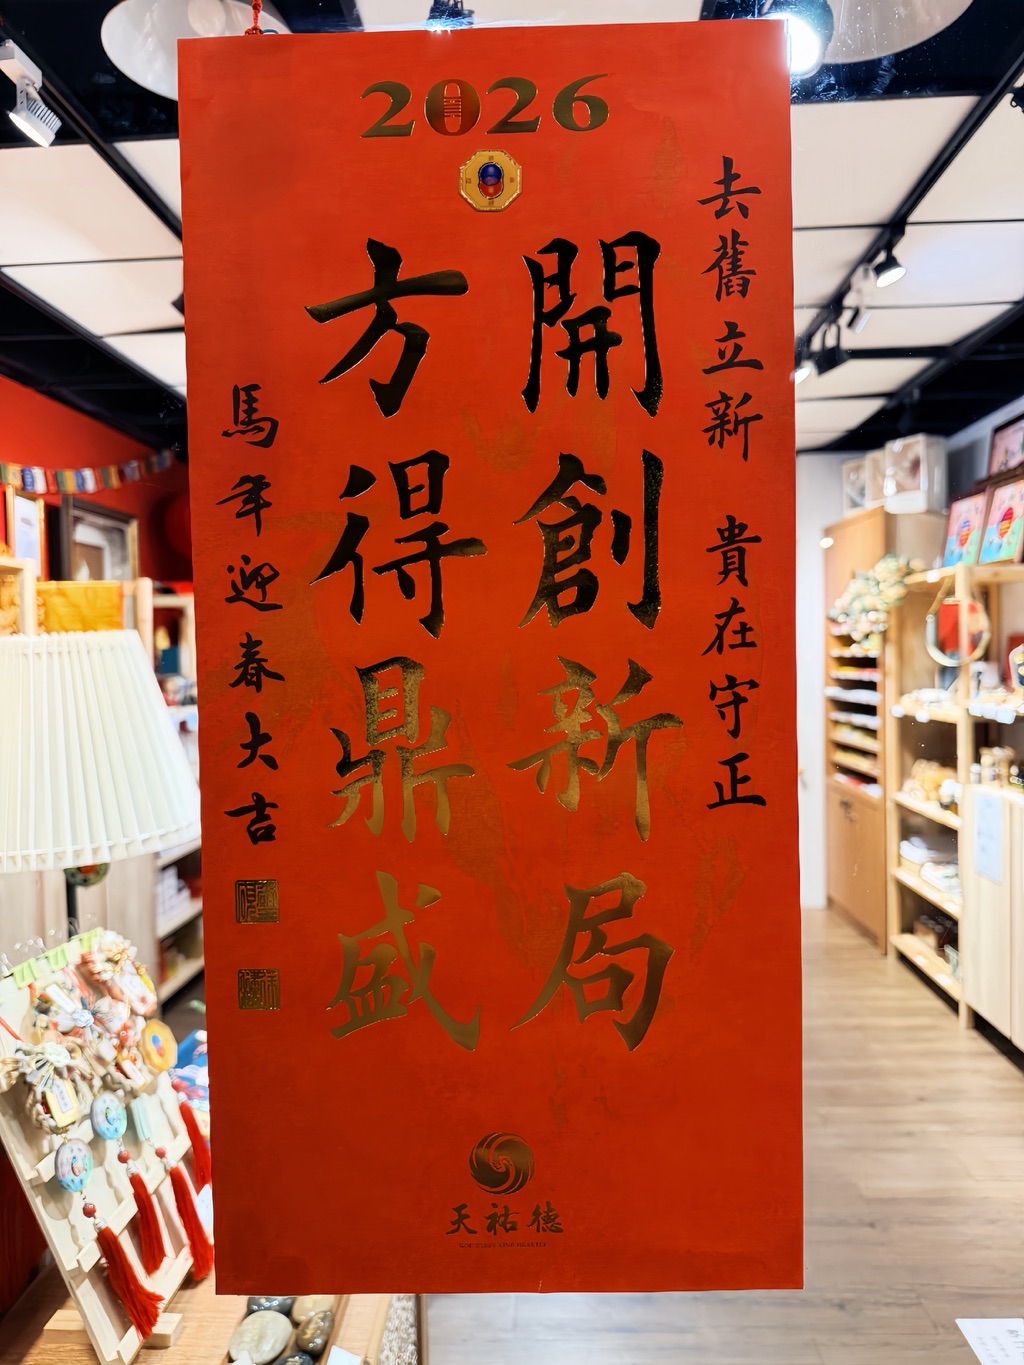 2026
去舊立新 貴在守正
開創新局
方得鼎盛
馬年迎春大吉
天祐德